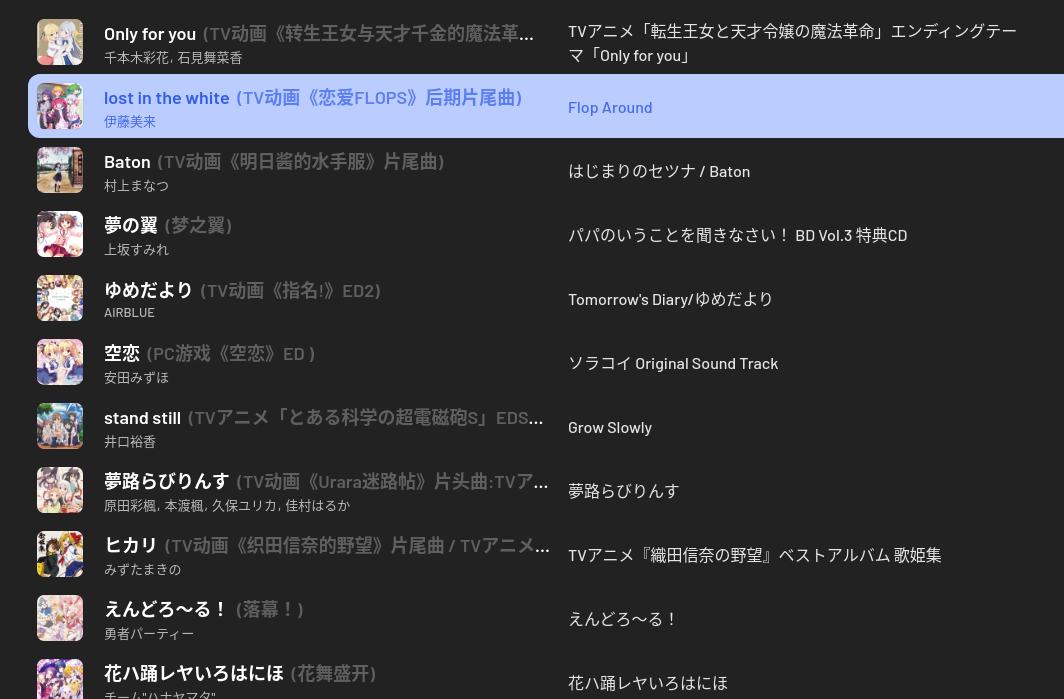 Only for you (TV动画《转生王女与天才千金的魔法革...
千本木彩花, 石見舞菜香
TVアニメ「転生王女と天才令嬢の魔法革命」エンディングテー
マ「Only for you」
lost in the white (TV动画《恋爱FLOPS》后期片尾曲)
伊藤美来
Flop Around
Baton (TV动画《明日酱的水手服》片尾曲)
村上まなつ
はじまりのセツナ / Baton
夢の翼 (梦之翼)
上坂すみれ
パパのいうことを聞きなさい！ BD Vol.3 特典CD
ゆめだより (TV动画《指名!》ED2)
AiRBLUE
Tomorrow's Diary/ゆめだより
空恋 (PC游戏《空恋》ED )
安田みずほ
ソラコイ Original Sound Track
stand still (TVアニメ「とある科学の超電磁砲S」EDS...
井口裕香
Grow Slowly
夢路らびりんす (TV动画《Urara迷路帖》片头曲:TVア...
原田彩楓, 本渡楓, 久保ユリカ, 佳村はるか
夢路らびりんす
ヒカリ (TV动画《织田信奈的野望》片尾曲 / TVアニメ...
みずたまきの
TVアニメ『織田信奈の野望』ベストアルバム 歌姫集
えんどろ〜る！ (落幕！)
勇者パーティー
えんどろ〜る！
花ハ踊レヤいろはにほ (花舞盛开)
チーム"ハナヤマタ"
花ハ踊レヤいろはにほ